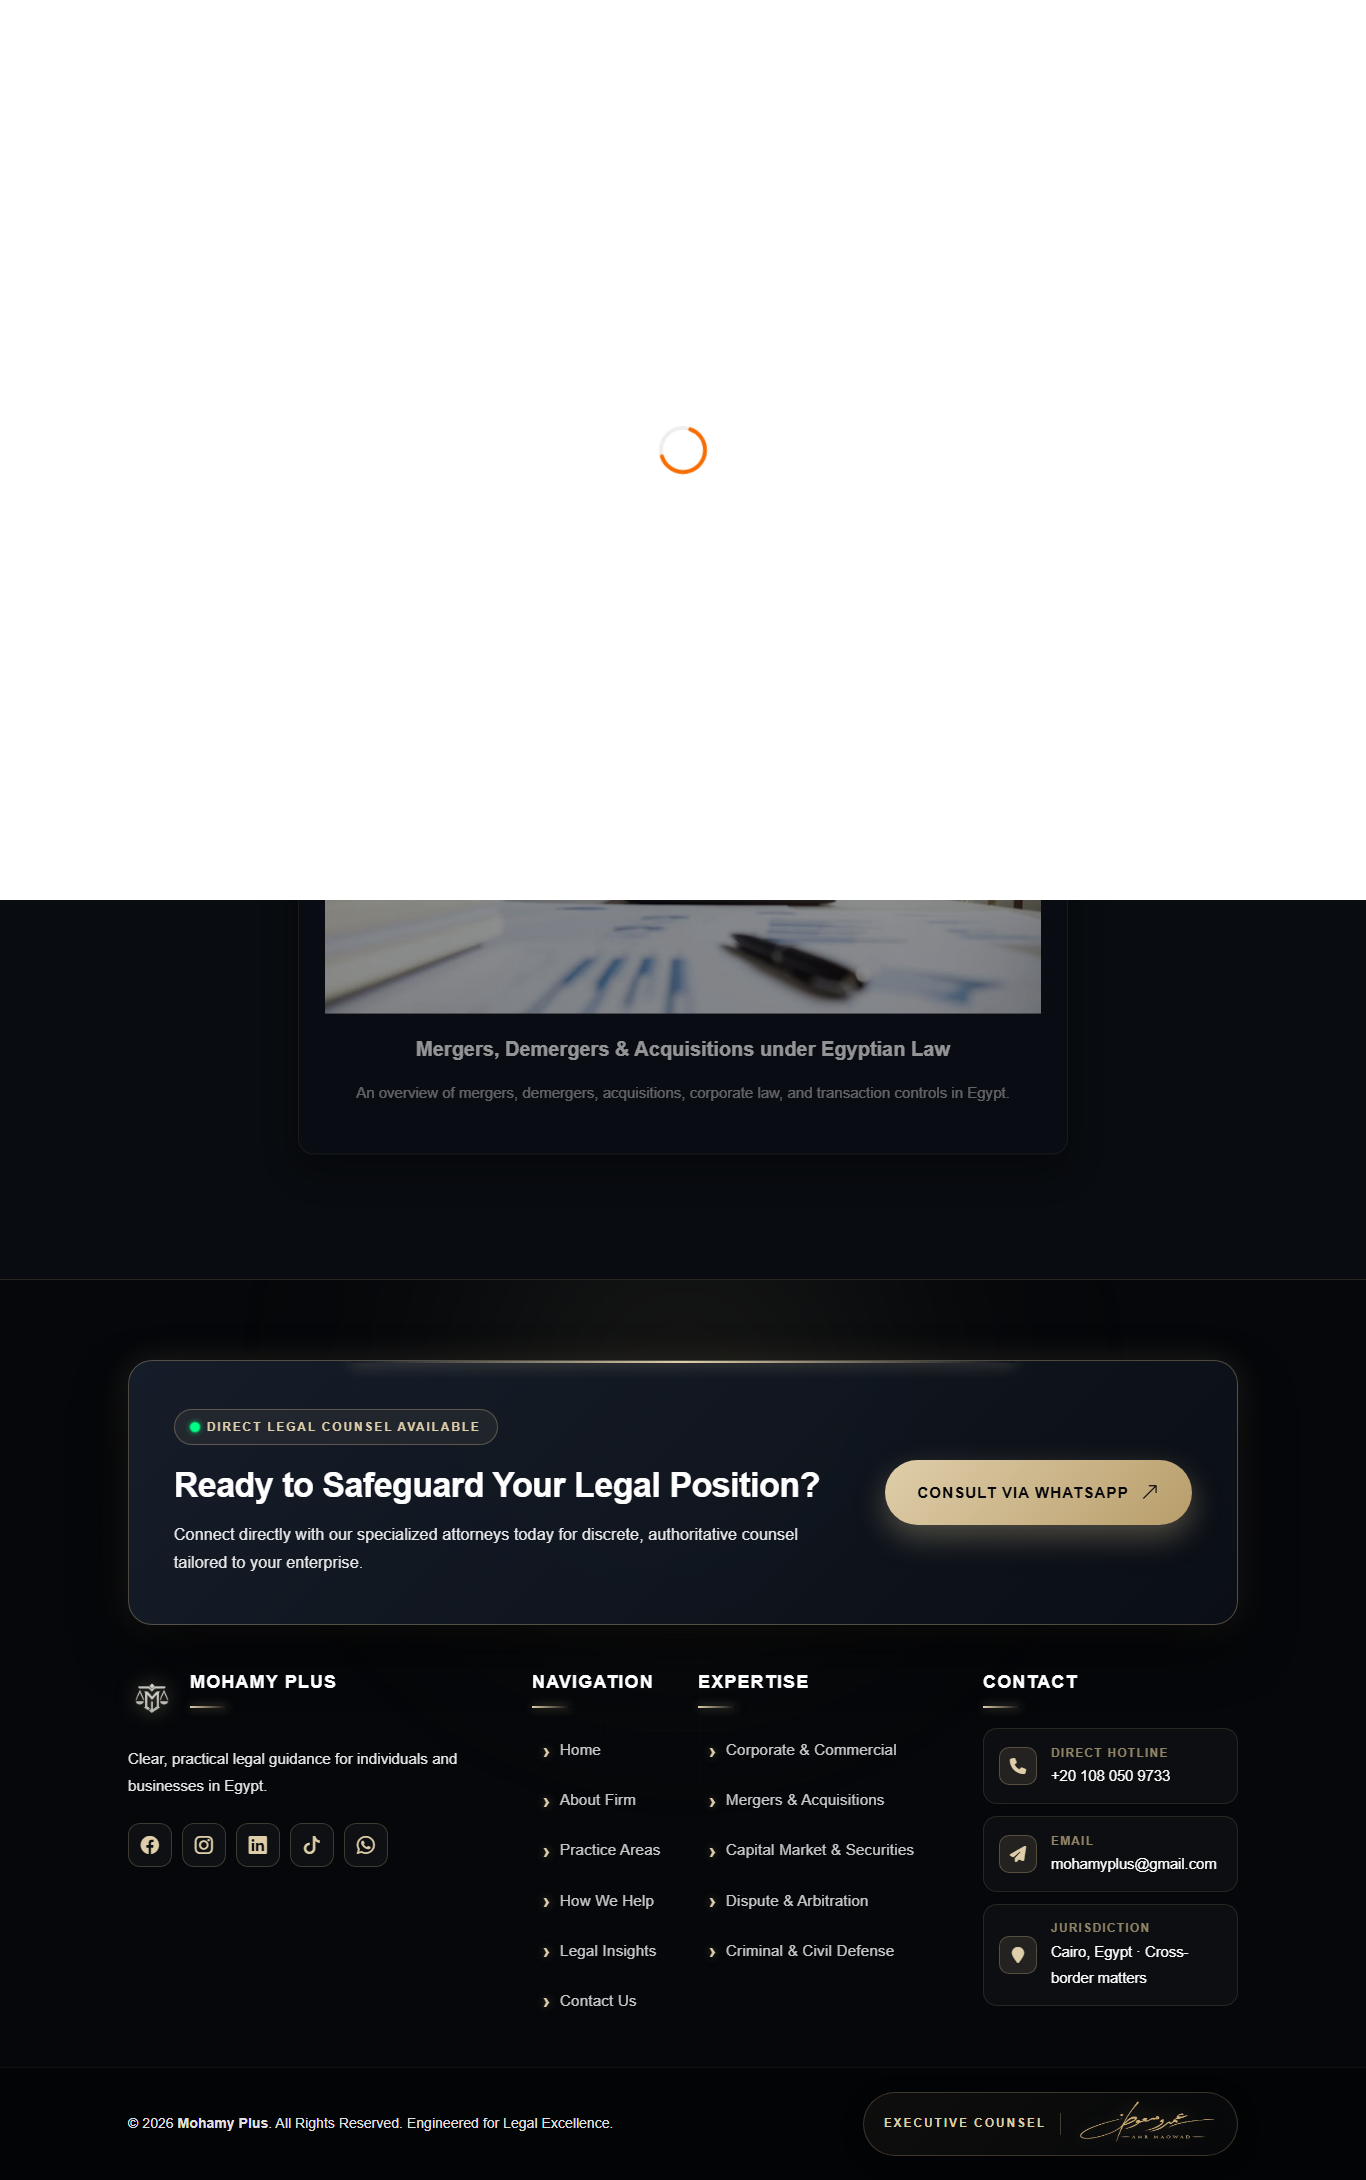 Mergers, Demergers & Acquisitions under Egyptian Law
An overview of mergers, demergers, acquisitions, corporate law, and transaction controls in Egypt.
DIRECT LEGAL COUNSEL AVAILABLE
Ready to Safeguard Your Legal Position?
Connect directly with our specialized attorneys today for discrete, authoritative counsel
tailored to your enterprise.
CONSULT VIA WHATSAPP
MOHAMY PLUS
Clear, practical legal guidance for individuals and
businesses in Egypt.
NAVIGATION
Home
About Firm
Practice Areas
How We Help
Legal Insights
Contact Us
EXPERTISE
Corporate & Commercial
Mergers & Acquisitions
Capital Market & Securities
Dispute & Arbitration
Criminal & Civil Defense
CONTACT
DIRECT HOTLINE
+20 108 050 9733
EMAIL
mohamyplus@gmail.com
JURISDICTION
Cairo, Egypt · Cross-
border matters
© 2026 Mohamy Plus. All Rights Reserved. Engineered for Legal Excellence.
EXECUTIVE COUNSEL
AMR MAOWAD